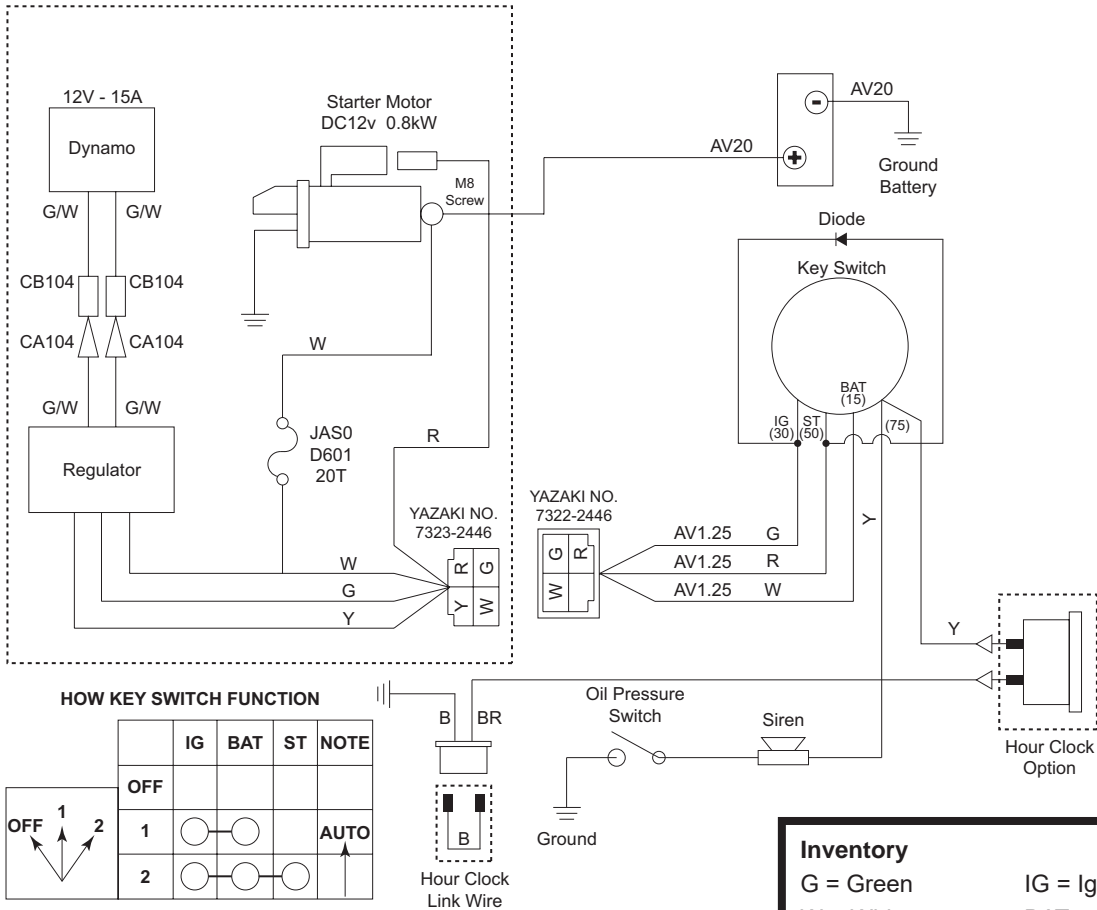 12V - 15A
Dynamo
G/W
G/W
CB104
CB104
CA104
CA104
G/W
G/W
Regulator
Starter Motor
DC12v 0.8kW
M8
Screw
W
JAS0
D601
20T
R
YAZAKI NO.
7323-2446
R
G
Y
W
W
G
Y
AV20
AV20
Ground
Battery
Diode
Key Switch
BAT
(15)
IG
(30)
ST
(50)
(75)
YAZAKI NO.
7322-2446
G
R
W
AV1.25 G
AV1.25 R
AV1.25 W
Y
Y
Hour Clock
Option
Oil Pressure
Switch
Siren
Ground
B
BR
B
Hour Clock
Link Wire
HOW KEY SWITCH FUNCTION
IG BAT ST NOTE
OFF
1 AUTO
2
OFF 1 2
Inventory
G = Green IG = Ig